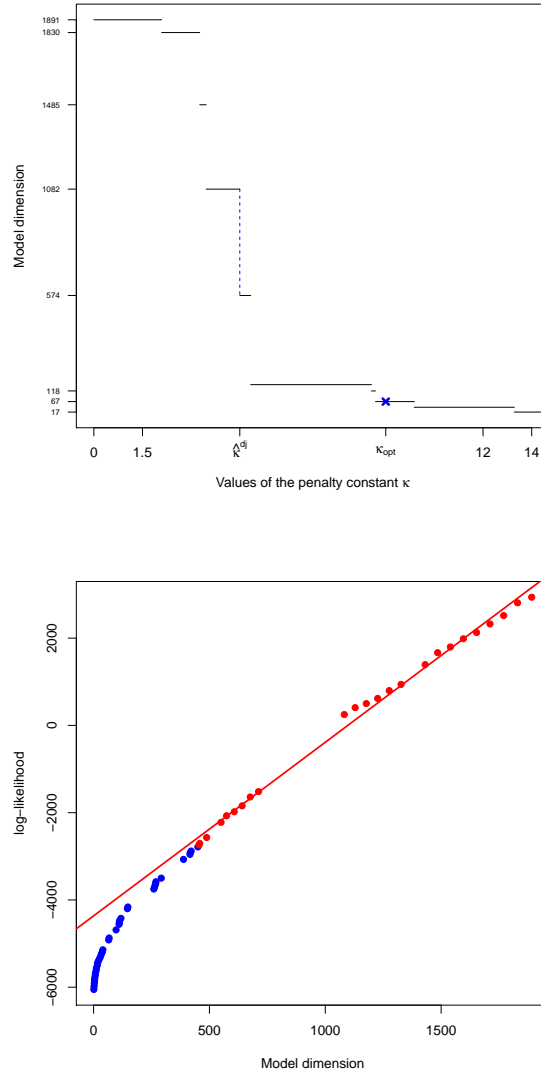 1891
1830
1485
1082
574
118
67
17
Model dimension
0 1.5 κ̂^dj κ_opt 12 14
Values of the penalty constant κ
2000
0
−2000
−4000
−6000
log−likelihood
0 500 1000 1500
Model dimension